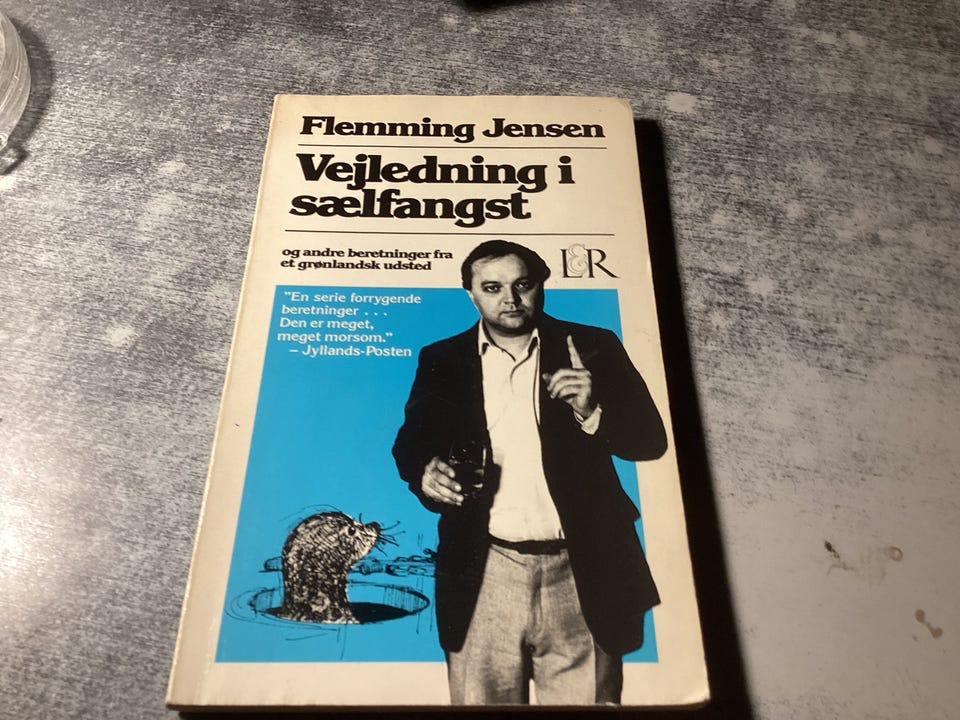 Flemming Jensen
Vejledning i
sælfangst
og andre beretninger fra
et grønlandsk udsted
L&R
"En serie forrygende
beretninger . . .
Den er meget,
meget morsom."
– Jyllands-Posten